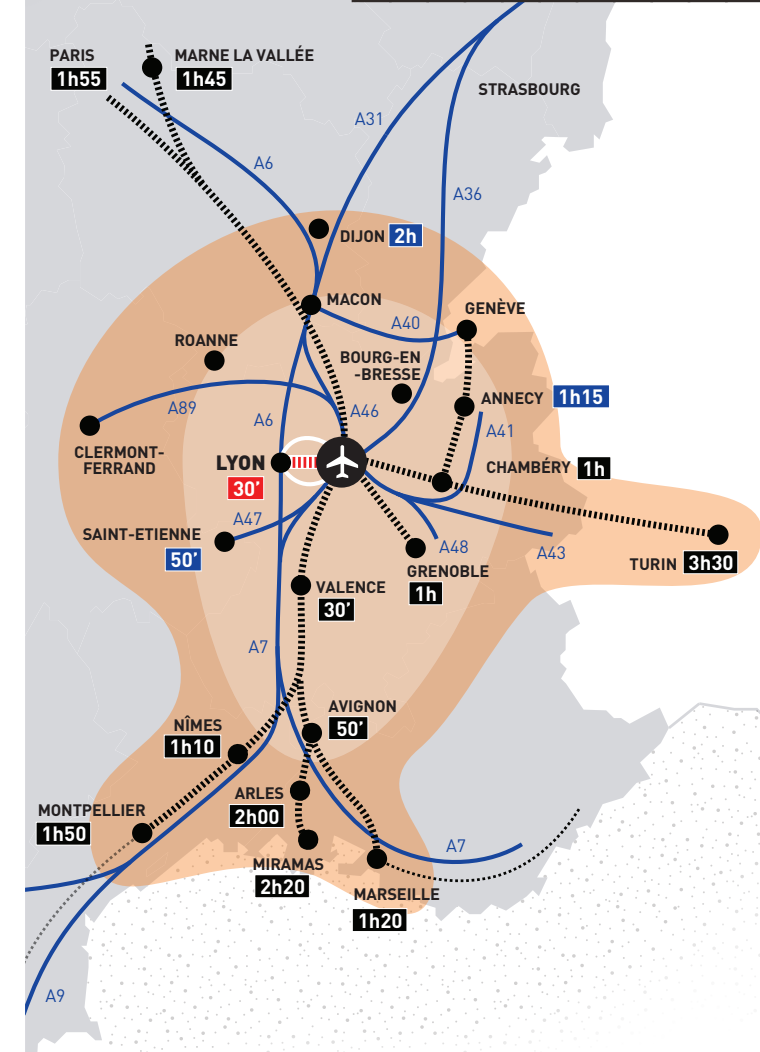 PARIS
1h55
MARNE LA VALLÉE
1h45
STRASBOURG
A31
A6
A36
DIJON 2h
MACON
GENÈVE
A40
ROANNE
BOURG-EN
-BRESSE
ANNECY 1h15
A89
A6
A46
A41
CLERMONT-
FERRAND
LYON
30’
CHAMBÉRY 1h
A47
SAINT-ETIENNE
50’
A48
A43
GRENOBLE
1h
TURIN 3h30
VALENCE
30’
A7
AVIGNON
50’
NÎMES
1h10
ARLES
2h00
MONTPELLIER
1h50
A7
MIRAMAS
2h20
MARSEILLE
1h20
A9